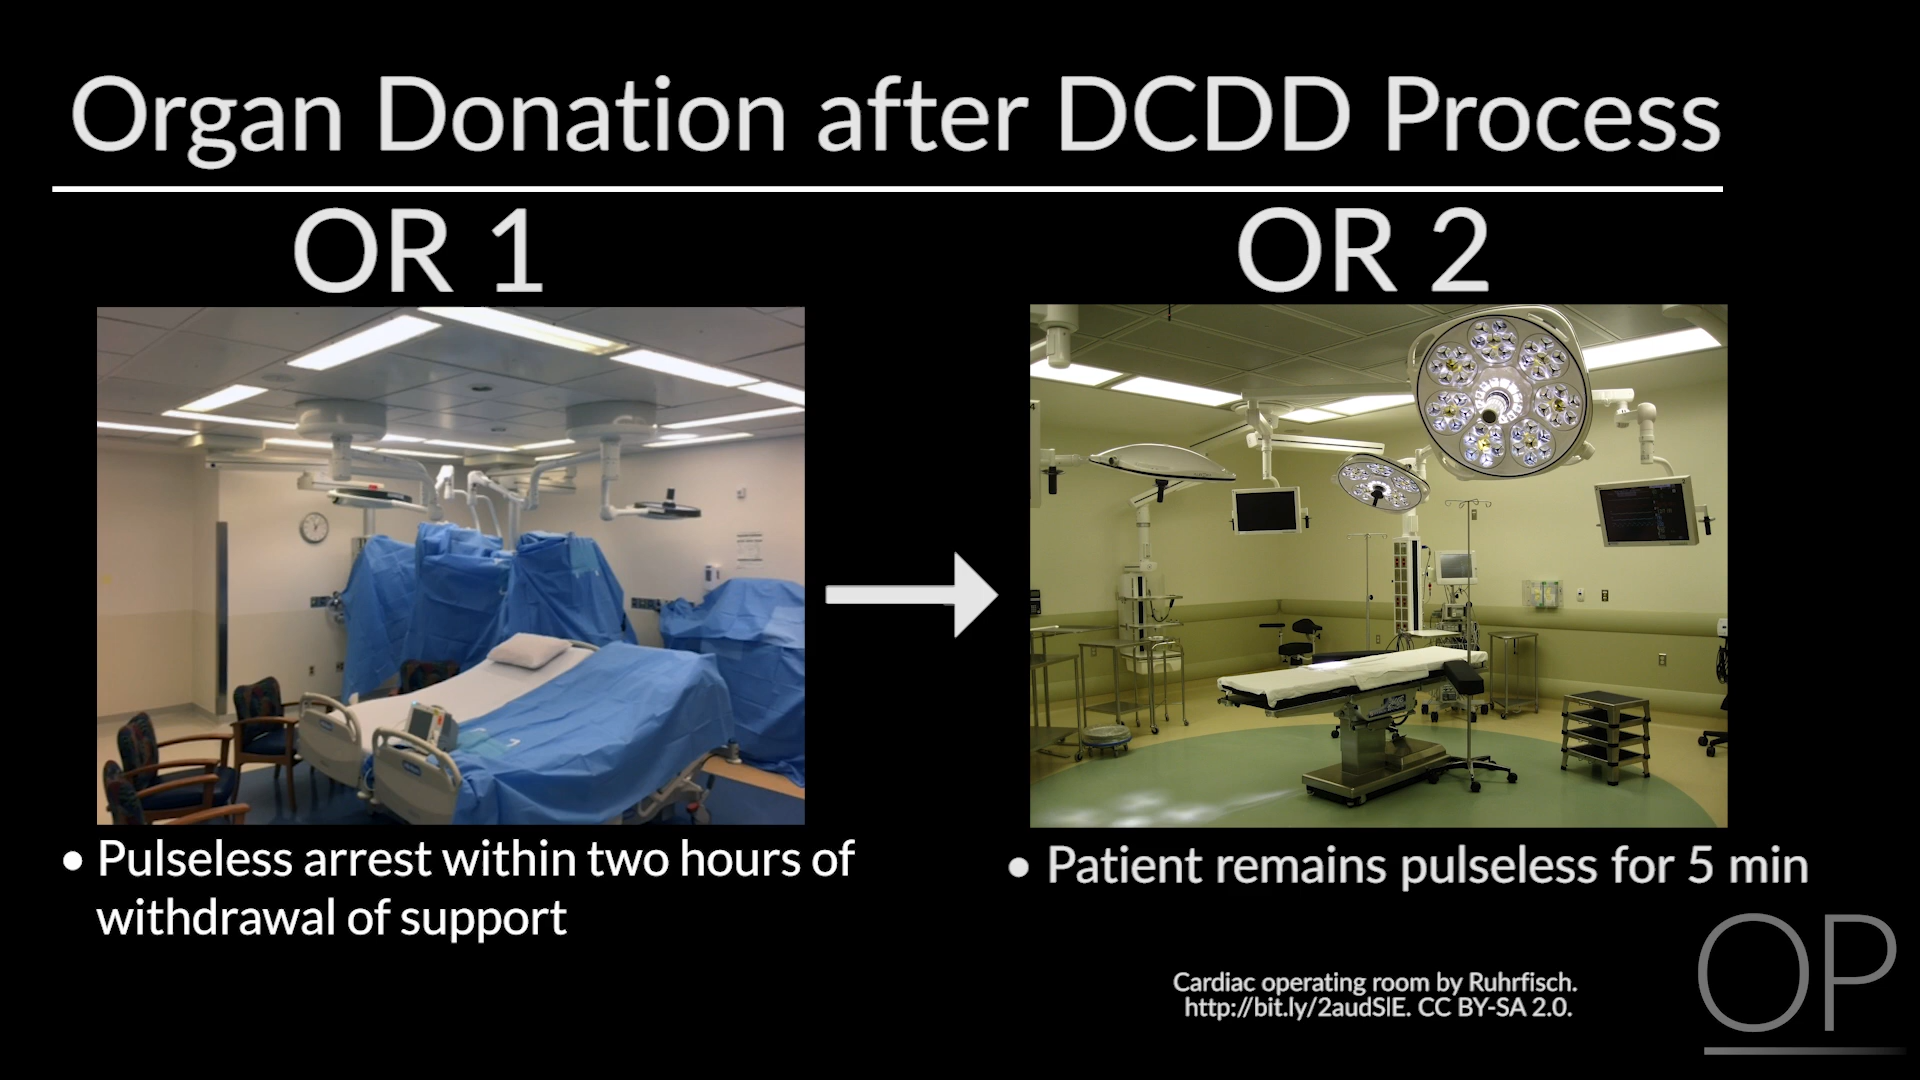 Organ Donation after DCDD Process
OR 1
OR 2
• Pulseless arrest within two hours of
withdrawal of support
• Patient remains pulseless for 5 min
Cardiac operating room by Ruhrfisch.
http://bit.ly/2audSlE. CC BY-SA 2.0.
OP